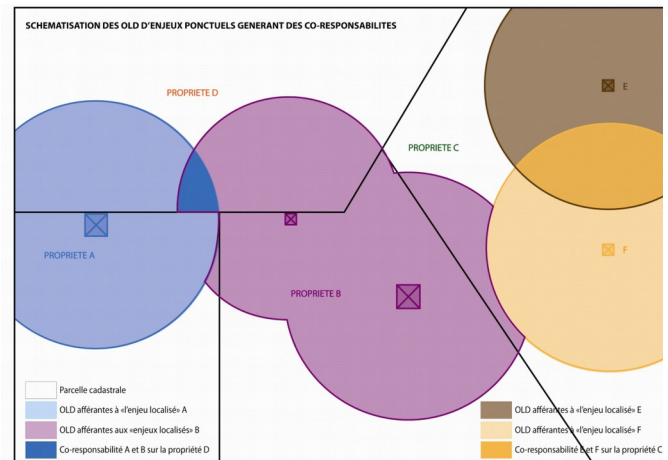 SCHEMATISATION DES OLD D'ENJEUX PONCTUELS GENERANT DES CO-RESPONSABILITES
PROPRIETE D
E
PROPRIETE C
PROPRIETE A
F
PROPRIETE B
Parcelle cadastrale
OLD afférantes à «l'enjeu localisé» A
OLD afférantes aux «enjeux localisés» B
Co-responsabilité A et B sur la propriété D
OLD afférantes à «l'enjeu localisé» E
OLD afférantes à «l'enjeu localisé» F
Co-responsabilité E et F sur la propriété C